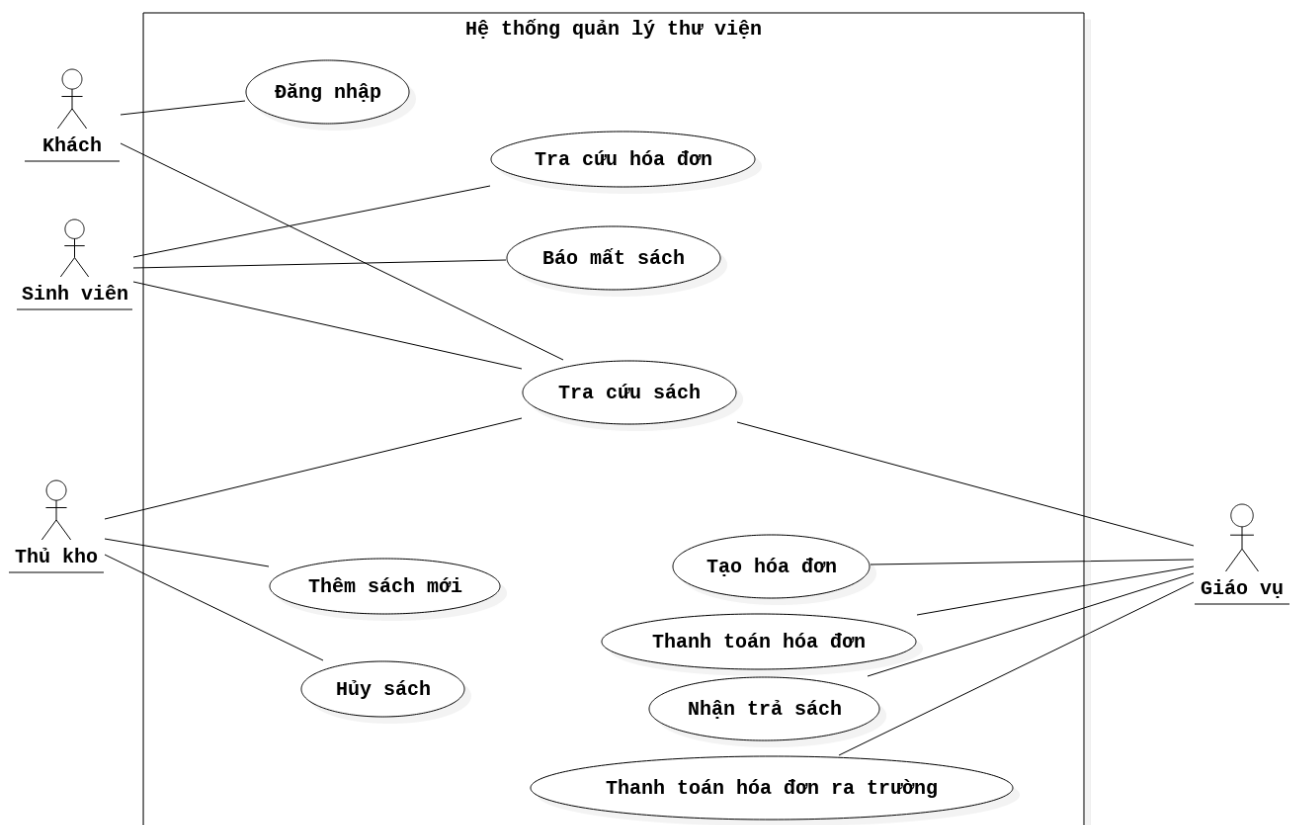 Hệ thống quản lý thư viện
Đăng nhập
Khách
Tra cứu hóa đơn
Báo mất sách
Sinh viên
Tra cứu sách
Thủ kho
Thêm sách mới
Tạo hóa đơn
Giáo vụ
Thanh toán hóa đơn
Hủy sách
Nhận trả sách
Thanh toán hóa đơn ra trường